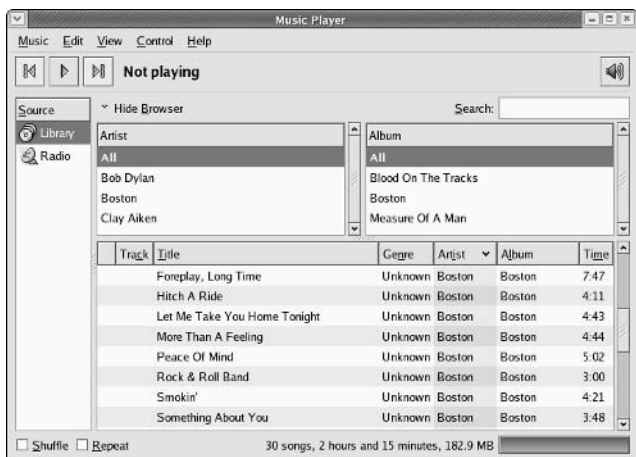 Music Player
Music Edit View Control Help
Not playing
Source
Library
Radio
Hide Browser Search:
Artist
All
Bob Dylan
Boston
Clay Aiken
Album
All
Blood On The Tracks
Boston
Measure Of A Man
Track Title Genre Artist Album Time
Foreplay, Long Time Unknown Boston Boston 7:47
Hitch A Ride Unknown Boston Boston 4:11
Let Me Take You Home Tonight Unknown Boston Boston 4:43
More Than A Feeling Unknown Boston Boston 4:44
Peace Of Mind Unknown Boston Boston 5:02
Rock & Roll Band Unknown Boston Boston 3:00
Smokin' Unknown Boston Boston 4:21
Something About You Unknown Boston Boston 3:48
Shuffle Repeat 30 songs, 2 hours and 15 minutes, 182.9 MB